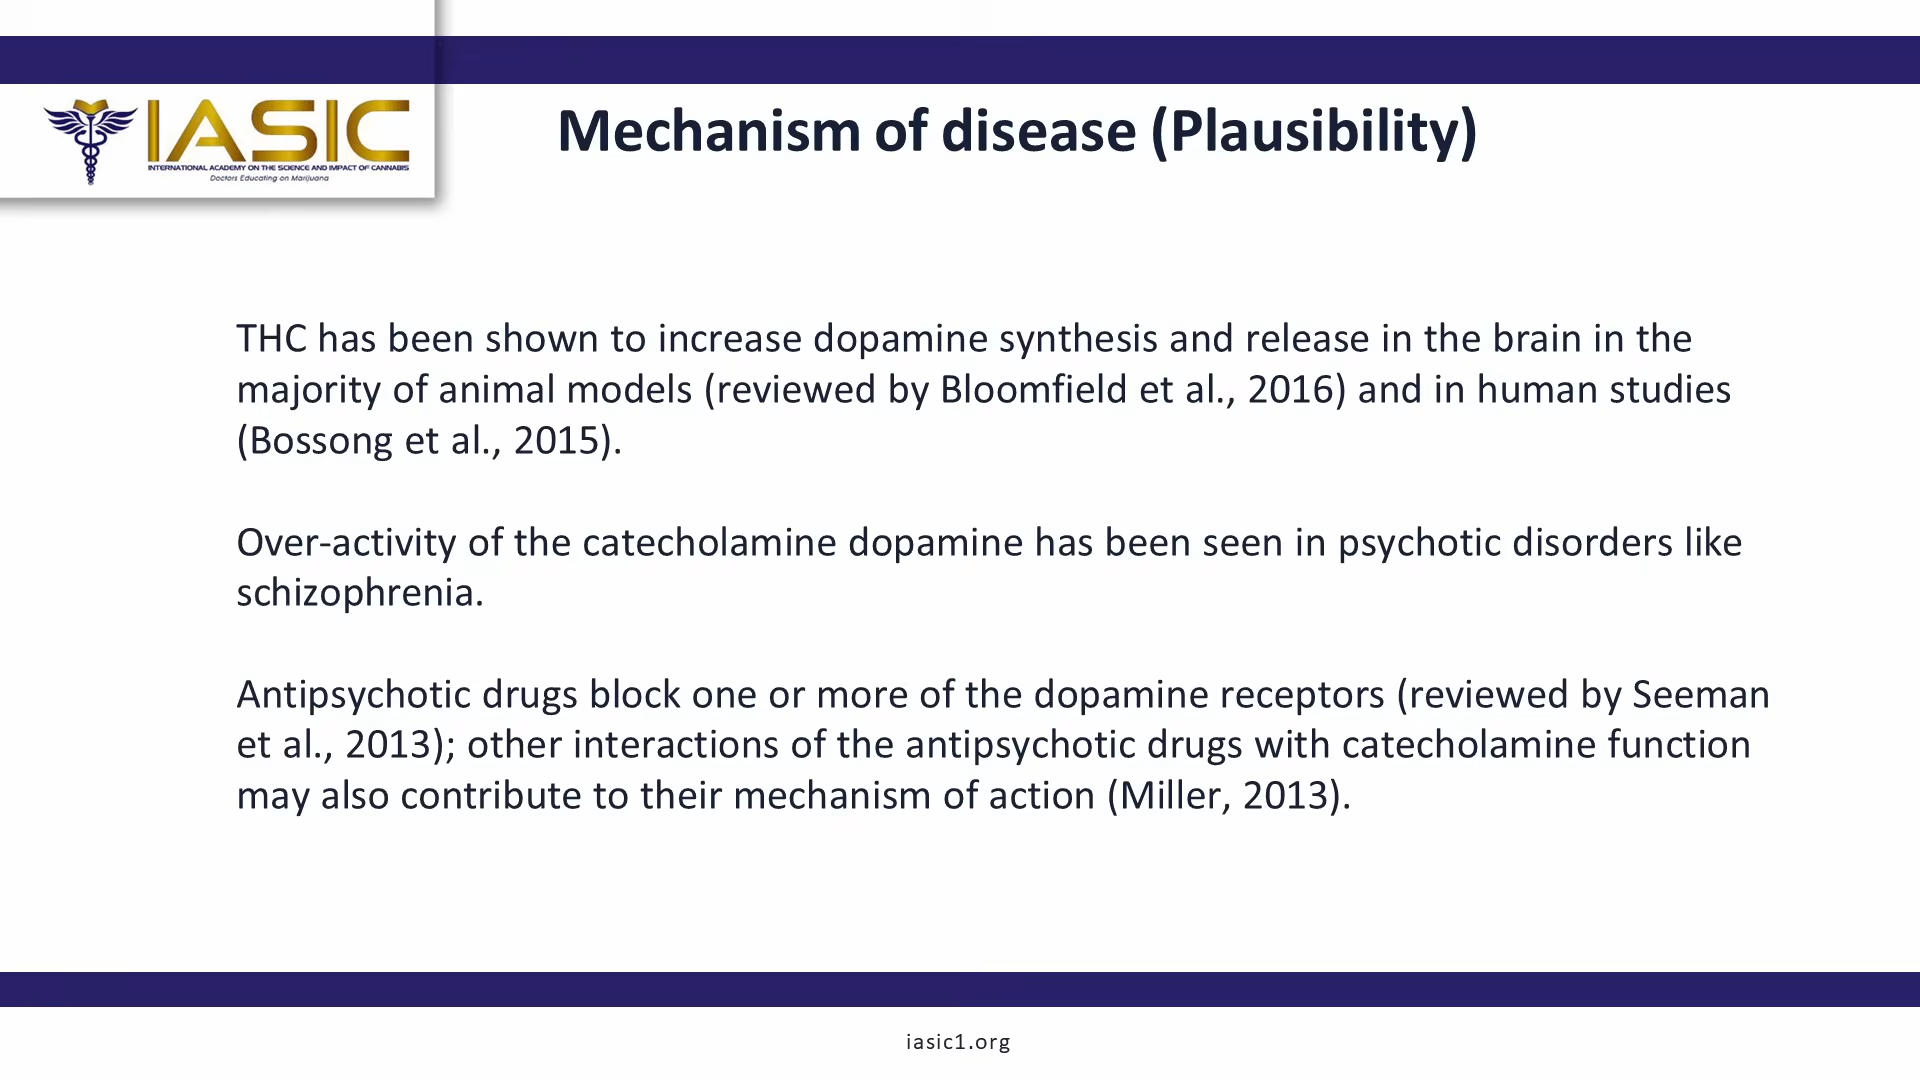 IASIC
INTERNATIONAL ACADEMY ON THE SCIENCE AND IMPACT OF CANNABIS
Doctors Educating on Marijuana
Mechanism of disease (Plausibility)
THC has been shown to increase dopamine synthesis and release in the brain in the
majority of animal models (reviewed by Bloomfield et al., 2016) and in human studies
(Bossong et al., 2015).
Over-activity of the catecholamine dopamine has been seen in psychotic disorders like
schizophrenia.
Antipsychotic drugs block one or more of the dopamine receptors (reviewed by Seeman
et al., 2013); other interactions of the antipsychotic drugs with catecholamine function
may also contribute to their mechanism of action (Miller, 2013).
iasic1.org